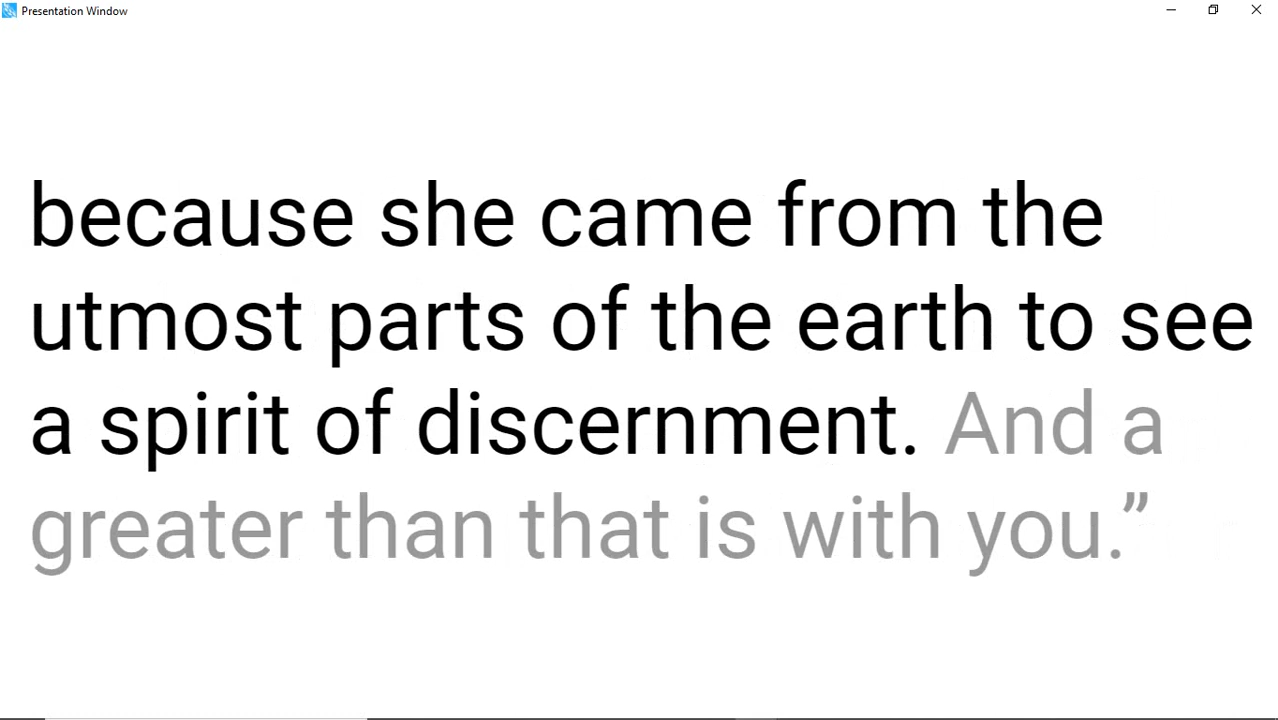 Presentation Window
because she came from the
utmost parts of the earth to see
a spirit of discernment. And a
greater than that is with you.”